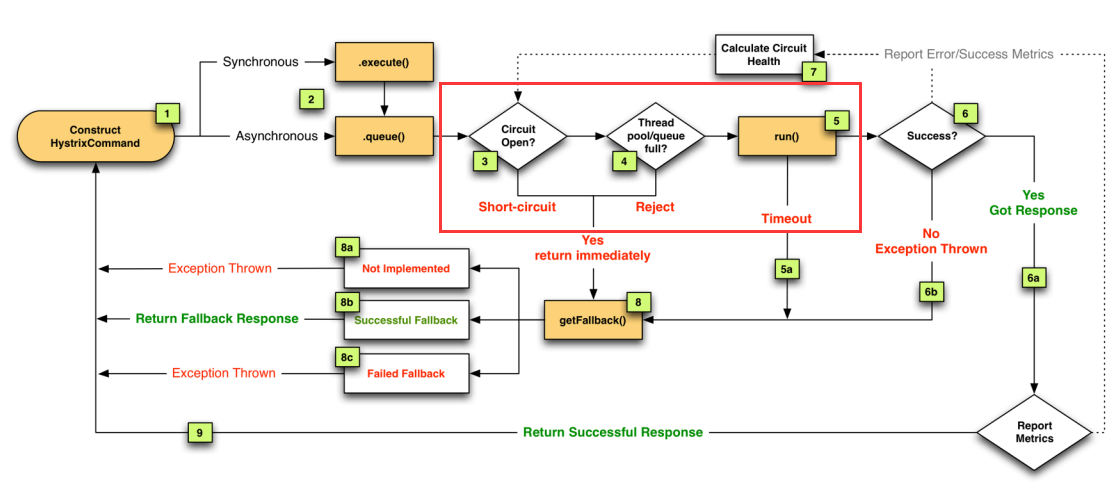 Calculate Circuit
Health
7
Report Error/Success Metrics
Synchronous
.execute()
2
1
Construct
HystrixCommand
Asynchronous
.queue()
Circuit
Open?
3
Thread
pool/queue
full?
4
run()
5
Success?
6
Short-circuit
Reject
Timeout
Yes
Got Response
No
Exception Thrown
Yes
return immediately
5a
6a
6b
8a
Exception Thrown
Not Implemented
8b
Return Fallback Response
Successful Fallback
8
getFallback()
8c
Exception Thrown
Failed Fallback
9
Return Successful Response
Report
Metrics